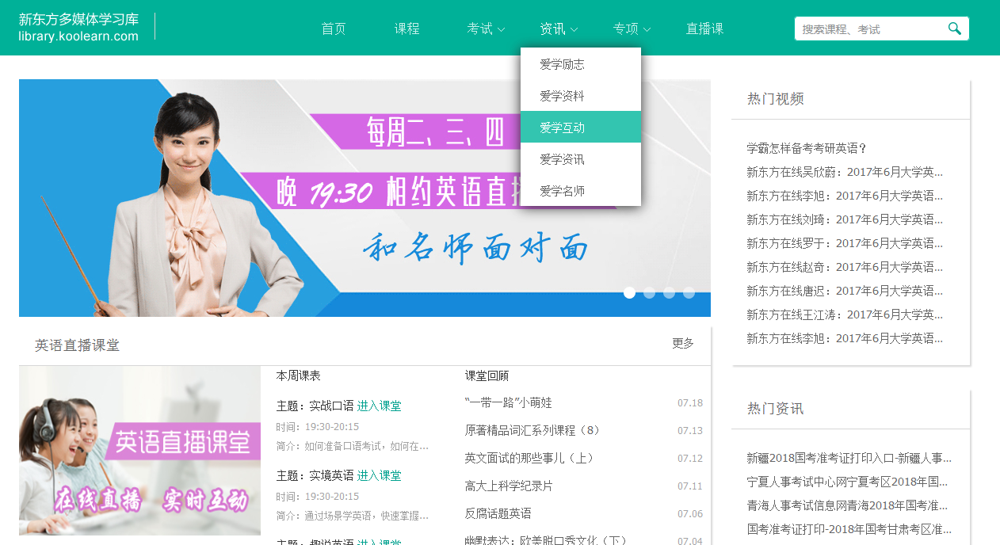 新东方多媒体学习库
library.koolearn.com
首页 课程 考试 资讯 专项 直播课
搜索课程、考试
爱学励志
爱学资料
爱学互动
爱学资讯
爱学名师
每周二、三、四
晚 19:30 相约英语直播
和名师面对面
热门视频
学霸怎样备考考研英语？
新东方在线吴欣蔚：2017年6月大学英...
新东方在线李旭：2017年6月大学英语...
新东方在线刘琦：2017年6月大学英语...
新东方在线罗于：2017年6月大学英语...
新东方在线赵奇：2017年6月大学英语...
新东方在线唐迟：2017年6月大学英语...
新东方在线王江涛：2017年6月大学英...
新东方在线李旭：2017年6月大学英语...
英语直播课堂 更多
英语直播课堂
在线直播 实时互动
本周课表
主题：实战口语 进入课堂
时间：19:30-20:15
简介：如何准备口语考试，如何在...
主题：实境英语 进入课堂
时间：19:30-20:15
简介：通过场景学英语，快速掌握...
主题：趣说英语 进入课堂
课堂回顾
“一带一路”小萌娃 07.18
原著精品词汇系列课程（8） 07.13
英文面试的那些事儿（上） 07.12
高大上科学纪录片 07.11
反腐话题英语 07.06
幽默表达：欧美脱口秀文化（下） 07.04
热门资讯
新疆2018国考准考证打印入口-新疆人事...
宁夏人事考试中心网宁夏考区2018年国...
青海人事考试信息网青海2018年国考准...
国考准考证打印-2018年国考甘肃考区准...